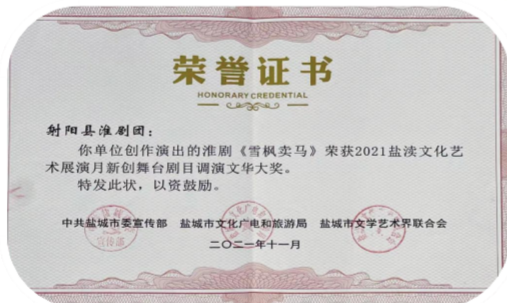 荣誉证书
HONORARY CREDENTIAL
射阳县淮剧团：
你单位创作演出的淮剧《雪枫卖马》荣获2021盐渎文化艺
术展演月新创舞台剧目调演文华大奖。
特发此状，以资鼓励。
中共盐城市委宣传部 盐城市文化广电和旅游局 盐城市文学艺术界联合会
宣传部
二〇二一年十一月